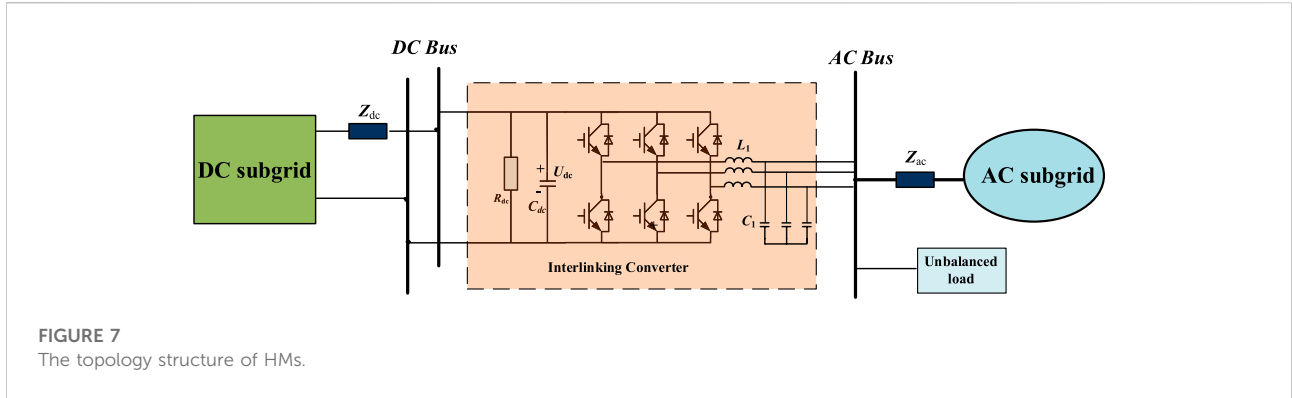 DC Bus
AC Bus
Zdc
DC subgrid
Rdc
+
Udc
-
Cdc
L1
C1
Interlinking Converter
Zac
AC subgrid
Unbalanced
load
FIGURE 7
The topology structure of HMs.